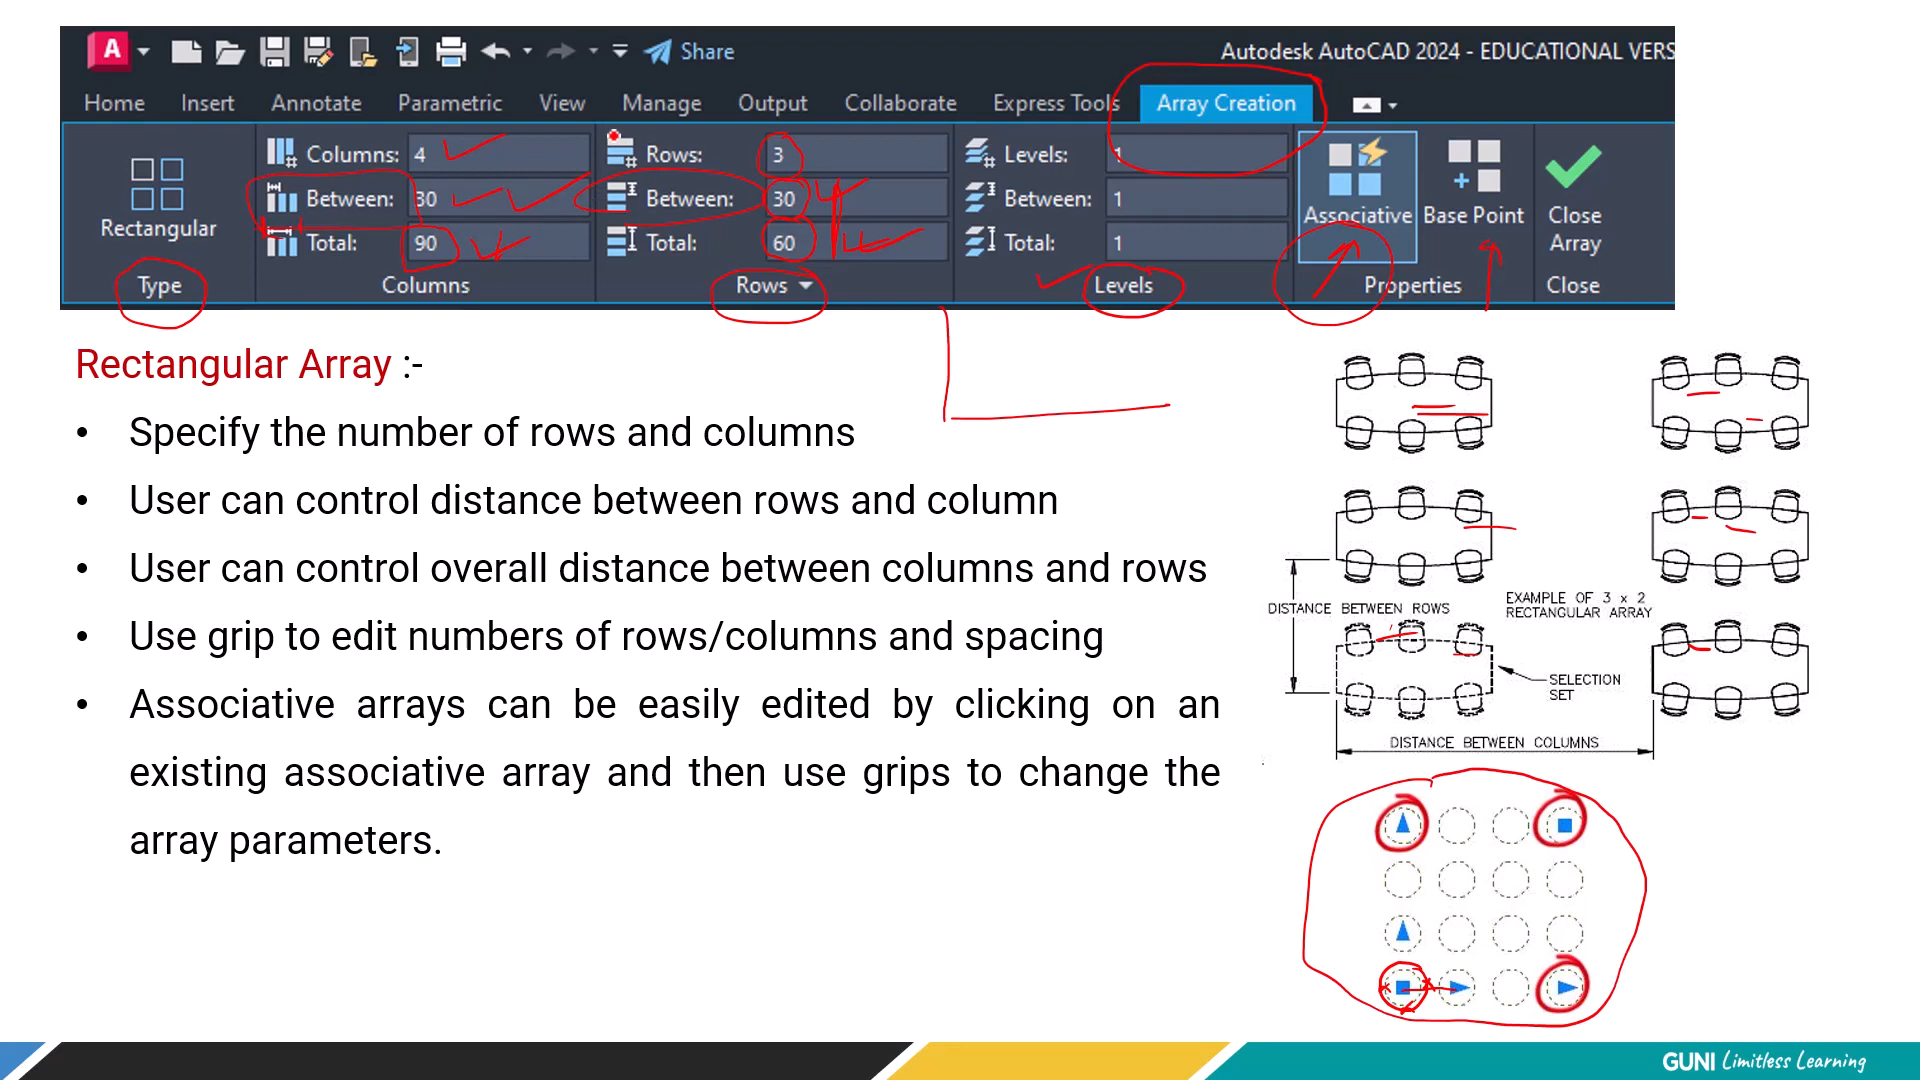 A Share Autodesk AutoCAD 2024 - EDUCATIONAL VERS
Home Insert Annotate Parametric View Manage Output Collaborate Express Tools Array Creation
Columns: 4 Rows: 3 Levels: 1
Between: 30 Between: 30 Between: 1
Total: 90 Total: 60 Total: 1
Rectangular Associative Base Point Close
Array
Type Columns Rows Levels Properties Close
Rectangular Array :-
• Specify the number of rows and columns
• User can control distance between rows and column
• User can control overall distance between columns and rows
• Use grip to edit numbers of rows/columns and spacing
• Associative arrays can be easily edited by clicking on an
existing associative array and then use grips to change the
array parameters.
DISTANCE BETWEEN ROWS
EXAMPLE OF 3 x 2
RECTANGULAR ARRAY
SELECTION
SET
DISTANCE BETWEEN COLUMNS
GUNI Limitless Learning